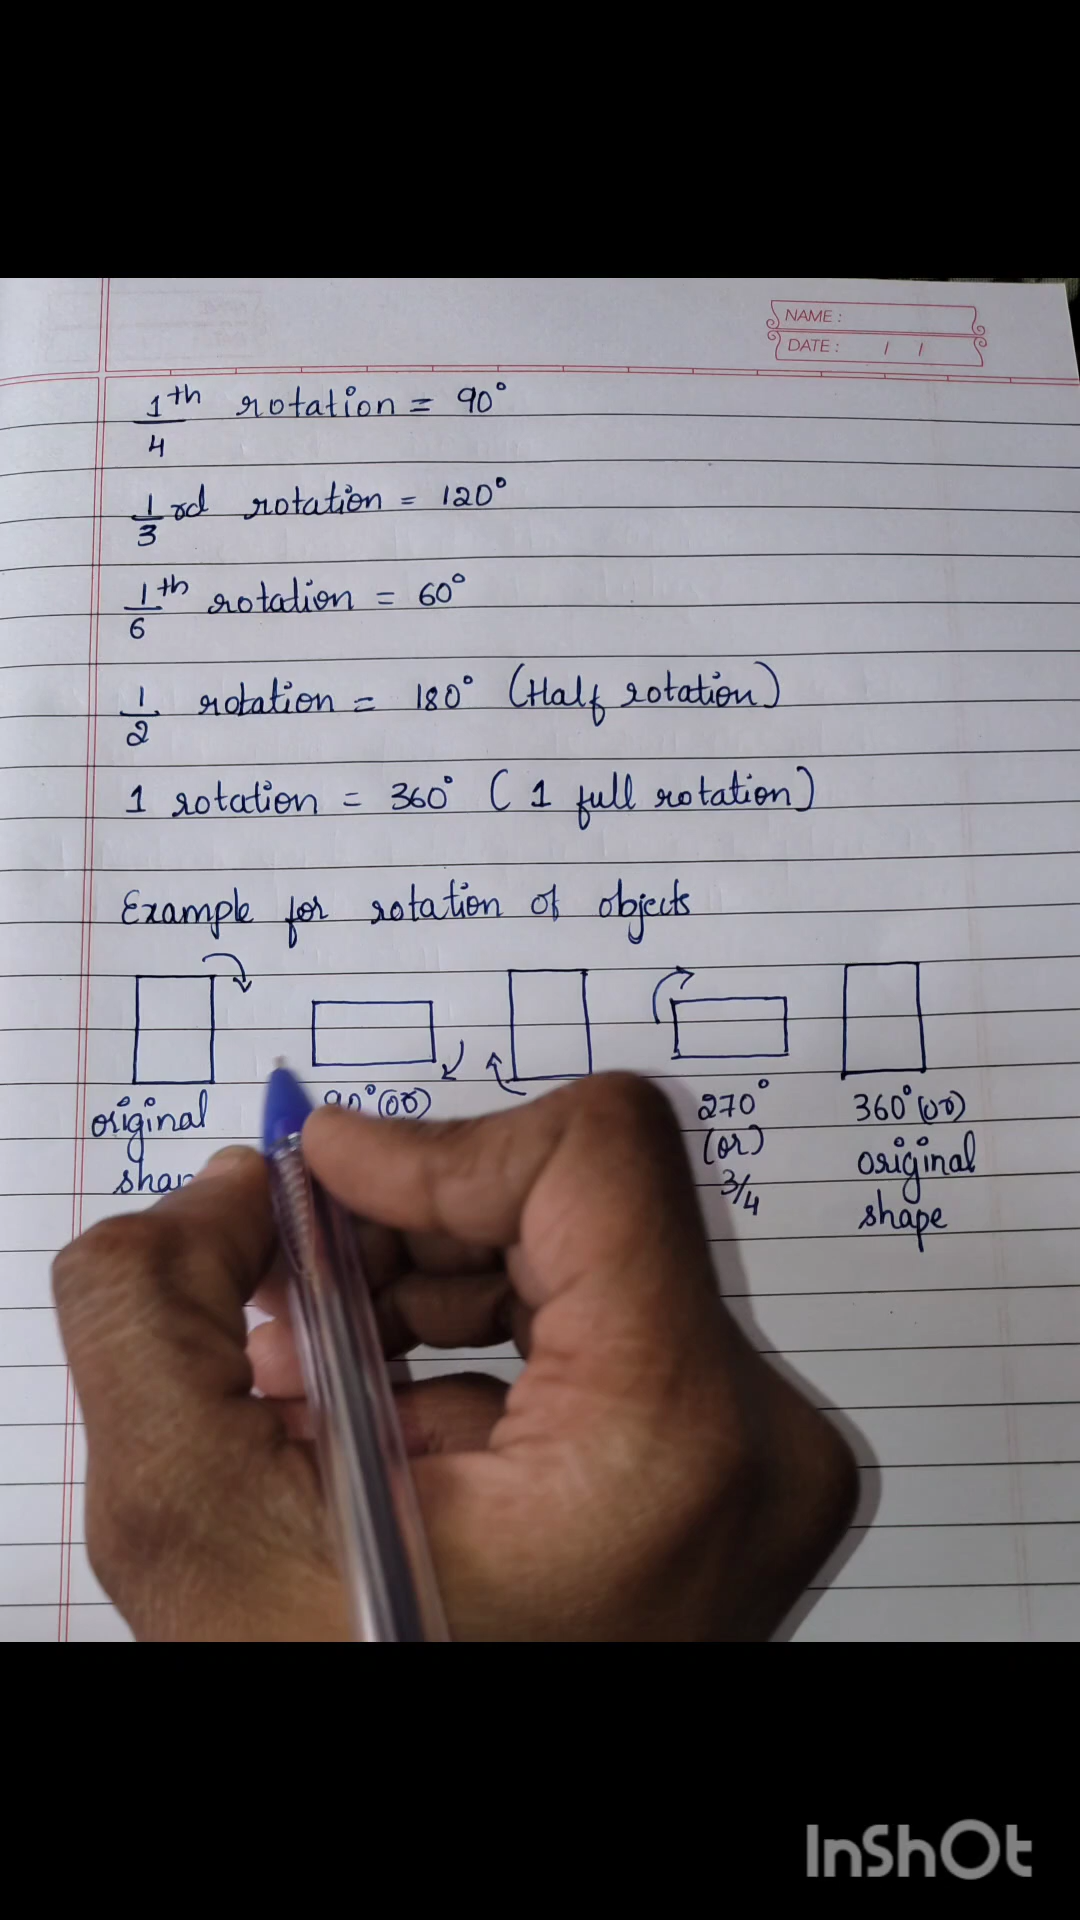 NAME :
DATE : / /
1/4 th rotation = 90°
1/3 rd rotation = 120°
1/6 th rotation = 60°
1/2 rotation = 180° (Half rotation)
1 rotation = 360° ( 1 full rotation)
Example for rotation of objects
original
90° (or)
270°
(or)
3/4
360° (or)
original
shape
InShOt